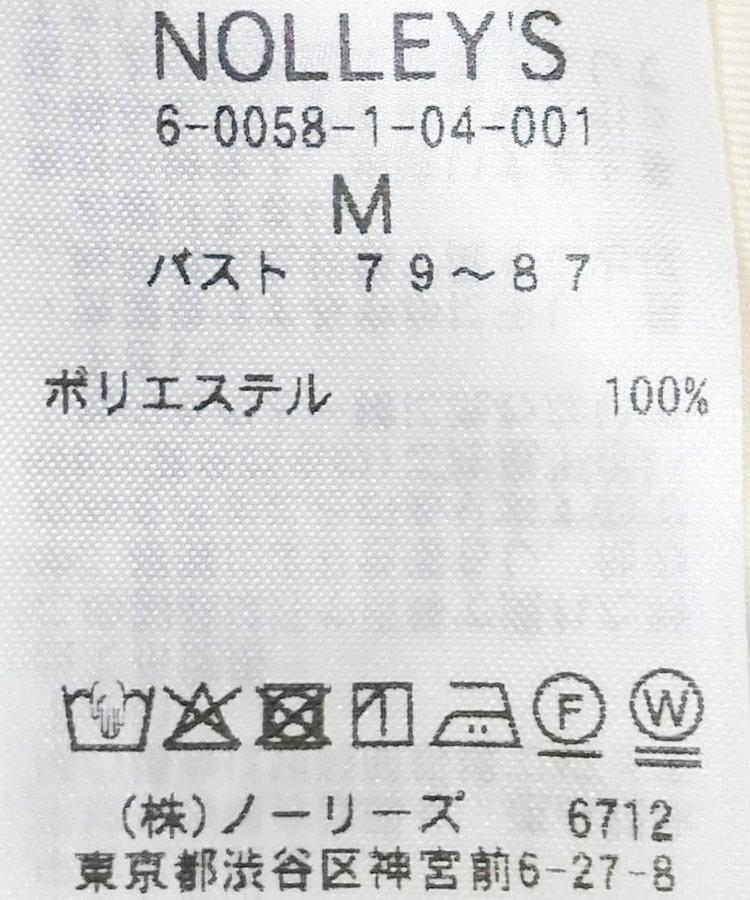 NOLLEY'S
6-0058-1-04-001
M
バスト 79～87
ポリエステル 100%
F W
(株)ノーリーズ 6712
東京都渋谷区神宮前6-27-8